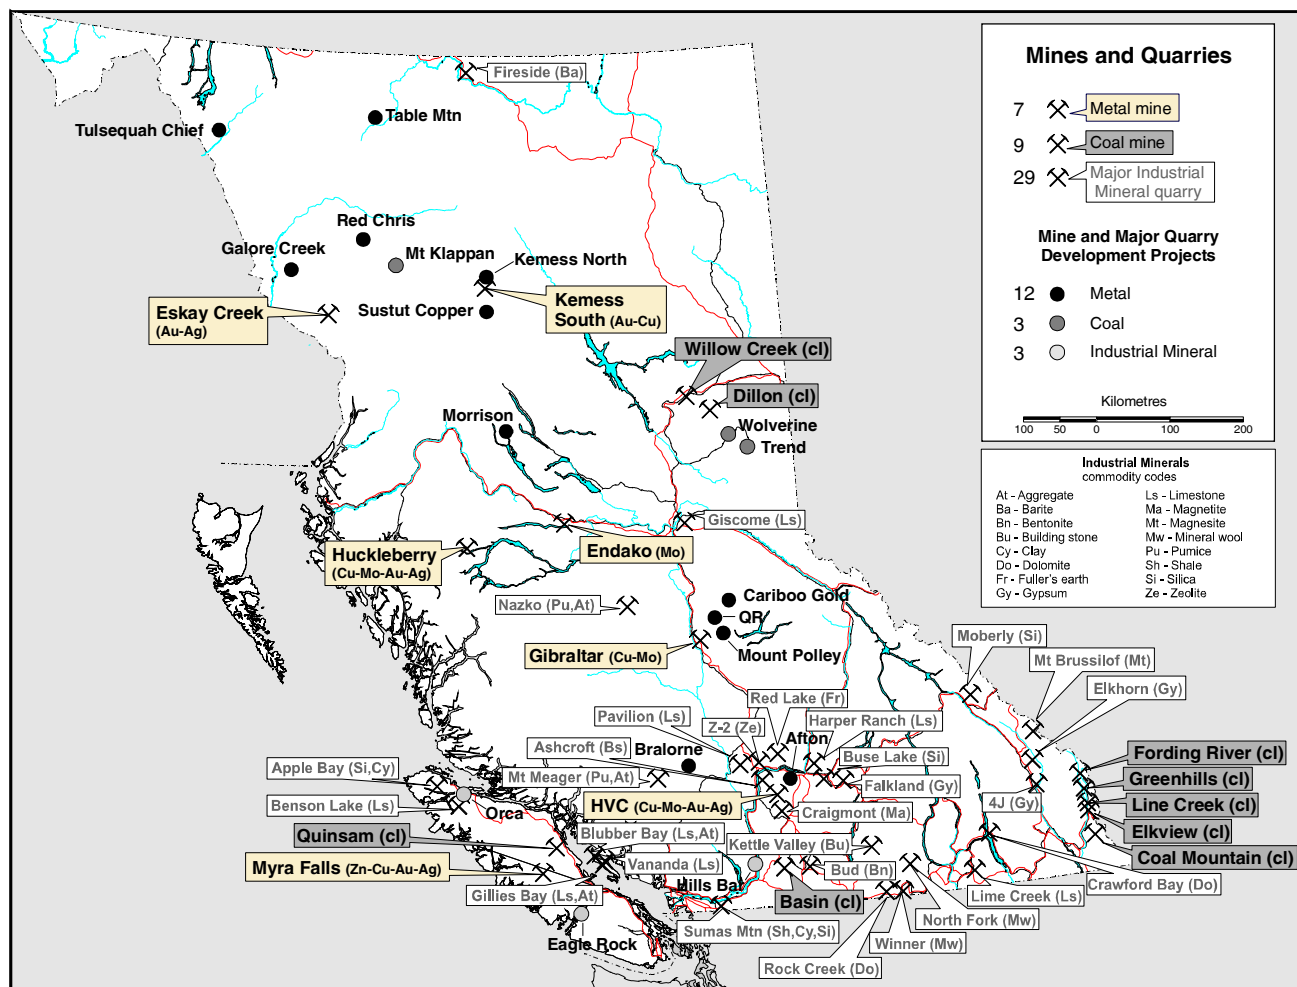 Fireside (Ba)
Table Mtn
Tulsequah Chief
Red Chris
Galore Creek
Mt Klappan
Kemess North
Eskay Creek
(Au-Ag)
Sustut Copper
Kemess
South (Au-Cu)
Willow Creek (cl)
Dillon (cl)
Morrison
Wolverine
Trend
Giscome (Ls)
Huckleberry
(Cu-Mo-Au-Ag)
Endako (Mo)
Nazko (Pu,At)
Cariboo Gold
QR
Mount Polley
Gibraltar (Cu-Mo)
Moberly (Si)
Mt Brussilof (Mt)
Elkhorn (Gy)
Red Lake (Fr)
Pavilion (Ls)
Z-2 (Ze)
Harper Ranch (Ls)
Ashcroft (Bs)
Bralorne
Afton
Buse Lake (Si)
Fording River (cl)
Apple Bay (Si,Cy)
Mt Meager (Pu,At)
Falkland (Gy)
Greenhills (cl)
Benson Lake (Ls)
Orca
HVC (Cu-Mo-Au-Ag)
Craigmont (Ma)
4J (Gy)
Line Creek (cl)
Quinsam (cl)
Blubber Bay (Ls,At)
Elkview (cl)
Kettle Valley (Bu)
Coal Mountain (cl)
Myra Falls (Zn-Cu-Au-Ag)
Vananda (Ls)
Bud (Bn)
Hills Bar
Crawford Bay (Do)
Gillies Bay (Ls,At)
Basin (cl)
Lime Creek (Ls)
North Fork (Mw)
Sumas Mtn (Sh,Cy,Si)
Eagle Rock
Winner (Mw)
Rock Creek (Do)
Mines and Quarries
7 Metal mine
9 Coal mine
29 Major Industrial
Mineral quarry
Mine and Major Quarry
Development Projects
12 Metal
3 Coal
3 Industrial Mineral
Kilometres
100 50 0 100 200
Industrial Minerals
commodity codes
At - Aggregate
Ba - Barite
Bn - Bentonite
Bu - Building stone
Cy - Clay
Do - Dolomite
Fr - Fuller's earth
Gy - Gypsum
Ls - Limestone
Ma - Magnetite
Mt - Magnesite
Mw - Mineral wool
Pu - Pumice
Sh - Shale
Si - Silica
Ze - Zeolite